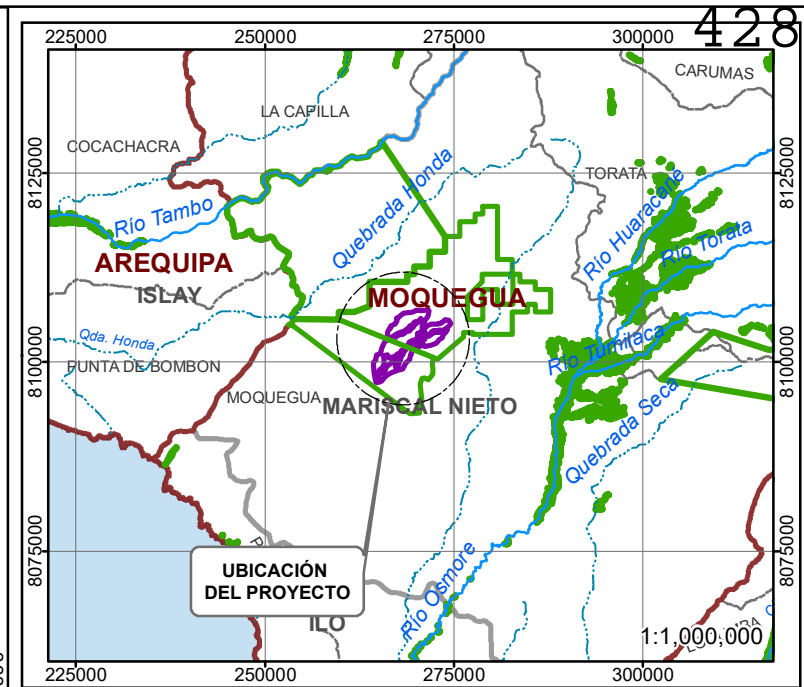 428
225000
250000
275000
300000
CARUMAS
LA CAPILLA
COCACHACRA
8125000
8125000
TORATA
Quebrada Honda
Río Huaracane
Río Tambo
Río Torata
AREQUIPA
ISLAY
MOQUEGUA
Qda. Honda
Río Tumilaca
8100000
8100000
PUNTA DE BOMBON
MOQUEGUA
MARISCAL NIETO
Quebrada Seca
8075000
8075000
UBICACIÓN
DEL PROYECTO
Río Osmore
ILO
1:1,000,000
225000
250000
275000
300000